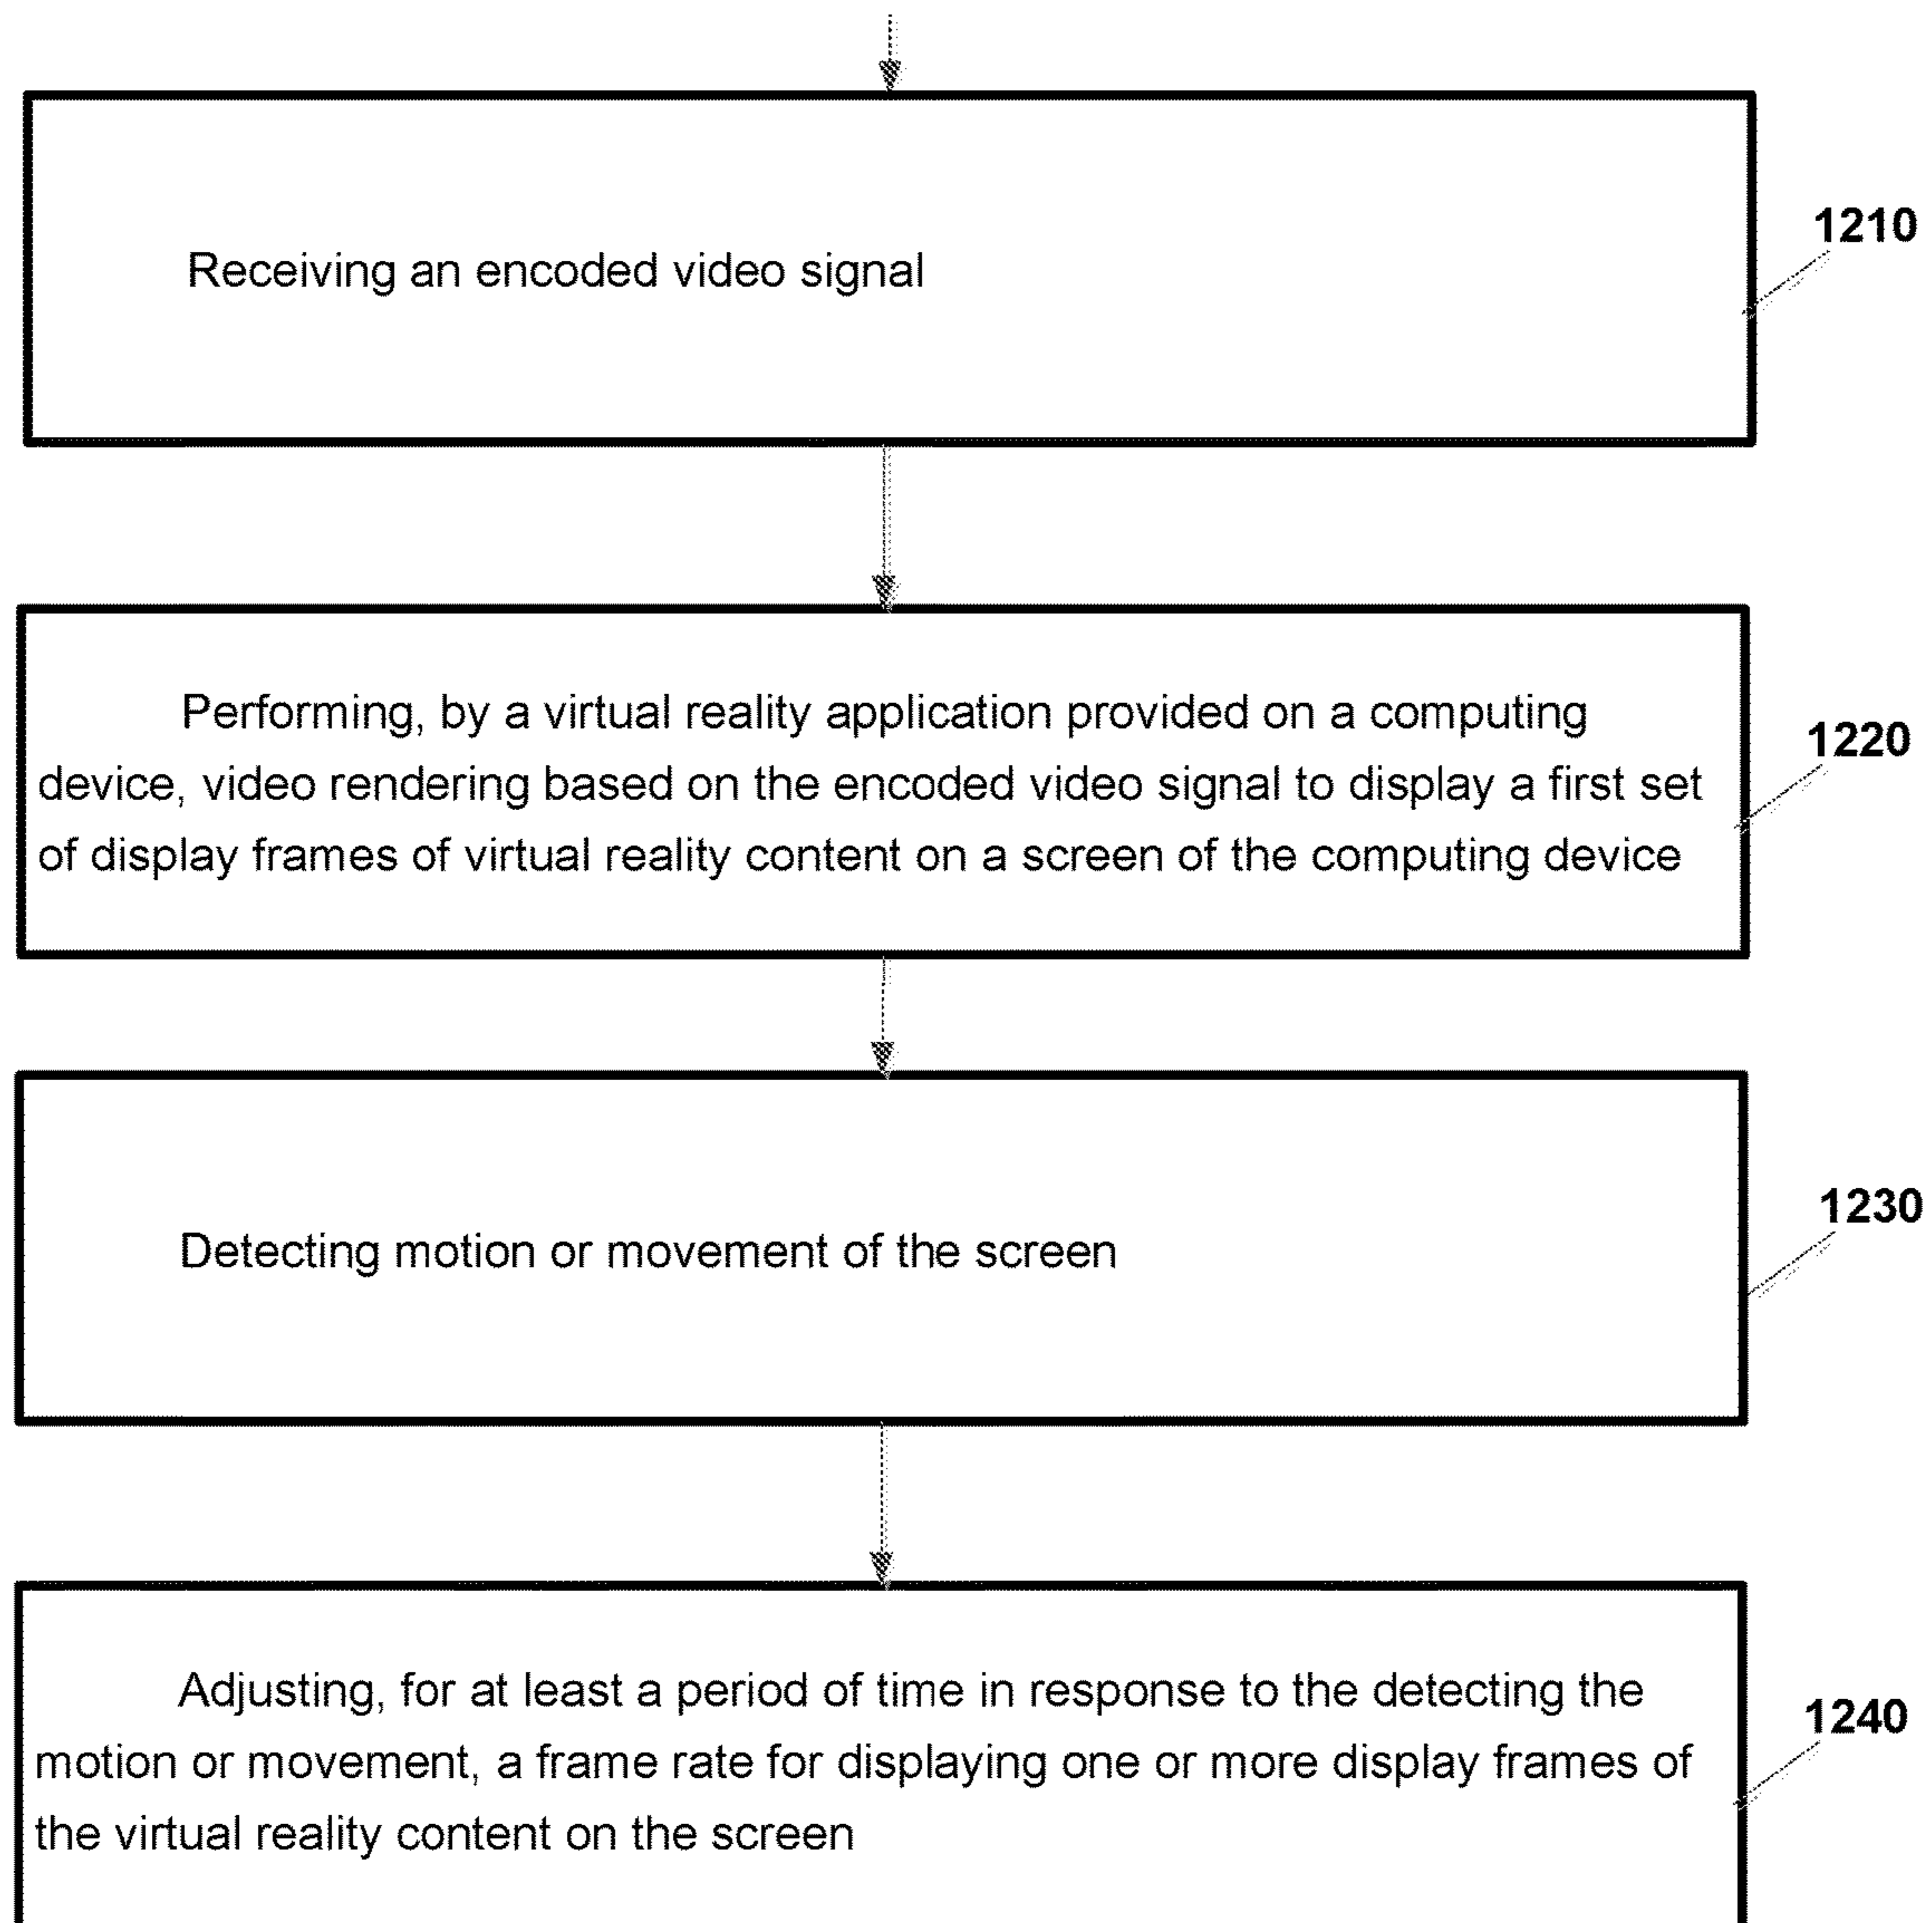 Receiving an encoded video signal
1210
Performing, by a virtual reality application provided on a computing
device, video rendering based on the encoded video signal to display a first set
of display frames of virtual reality content on a screen of the computing device
1220
Detecting motion or movement of the screen
1230
Adjusting, for at least a period of time in response to the detecting the
motion or movement, a frame rate for displaying one or more display frames of
the virtual reality content on the screen
1240